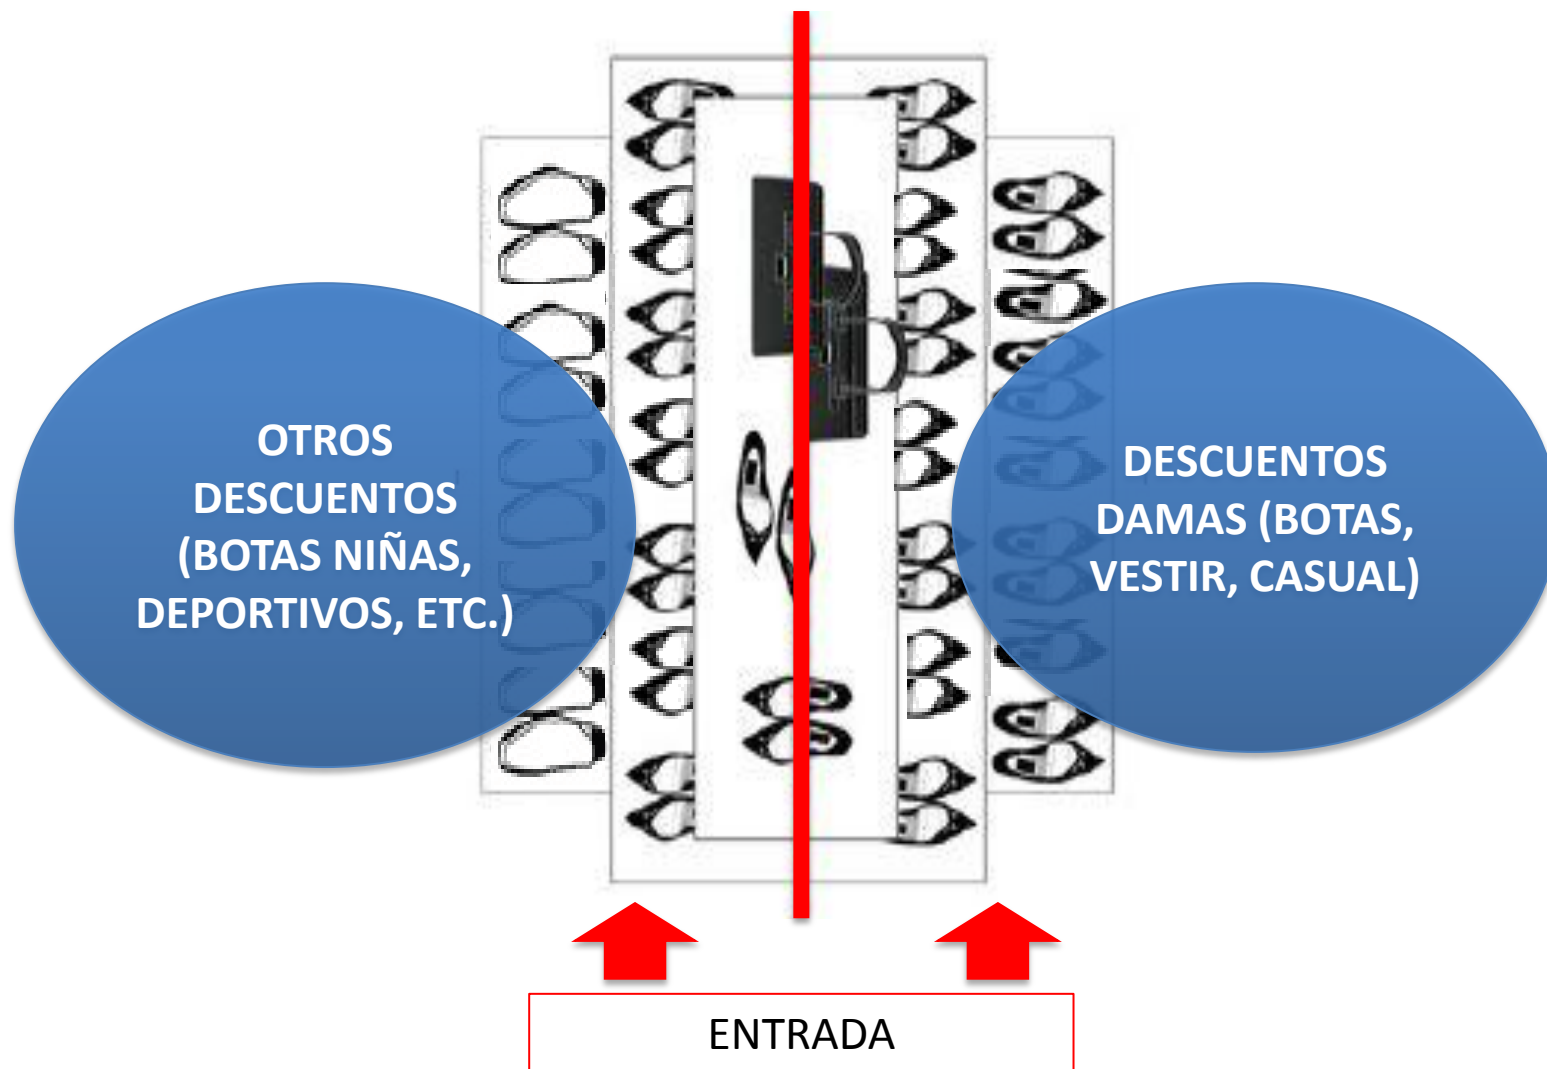 OTROS
DESCUENTOS
(BOTAS NIÑAS,
DEPORTIVOS, ETC.)
DESCUENTOS
DAMAS (BOTAS,
VESTIR, CASUAL)
ENTRADA